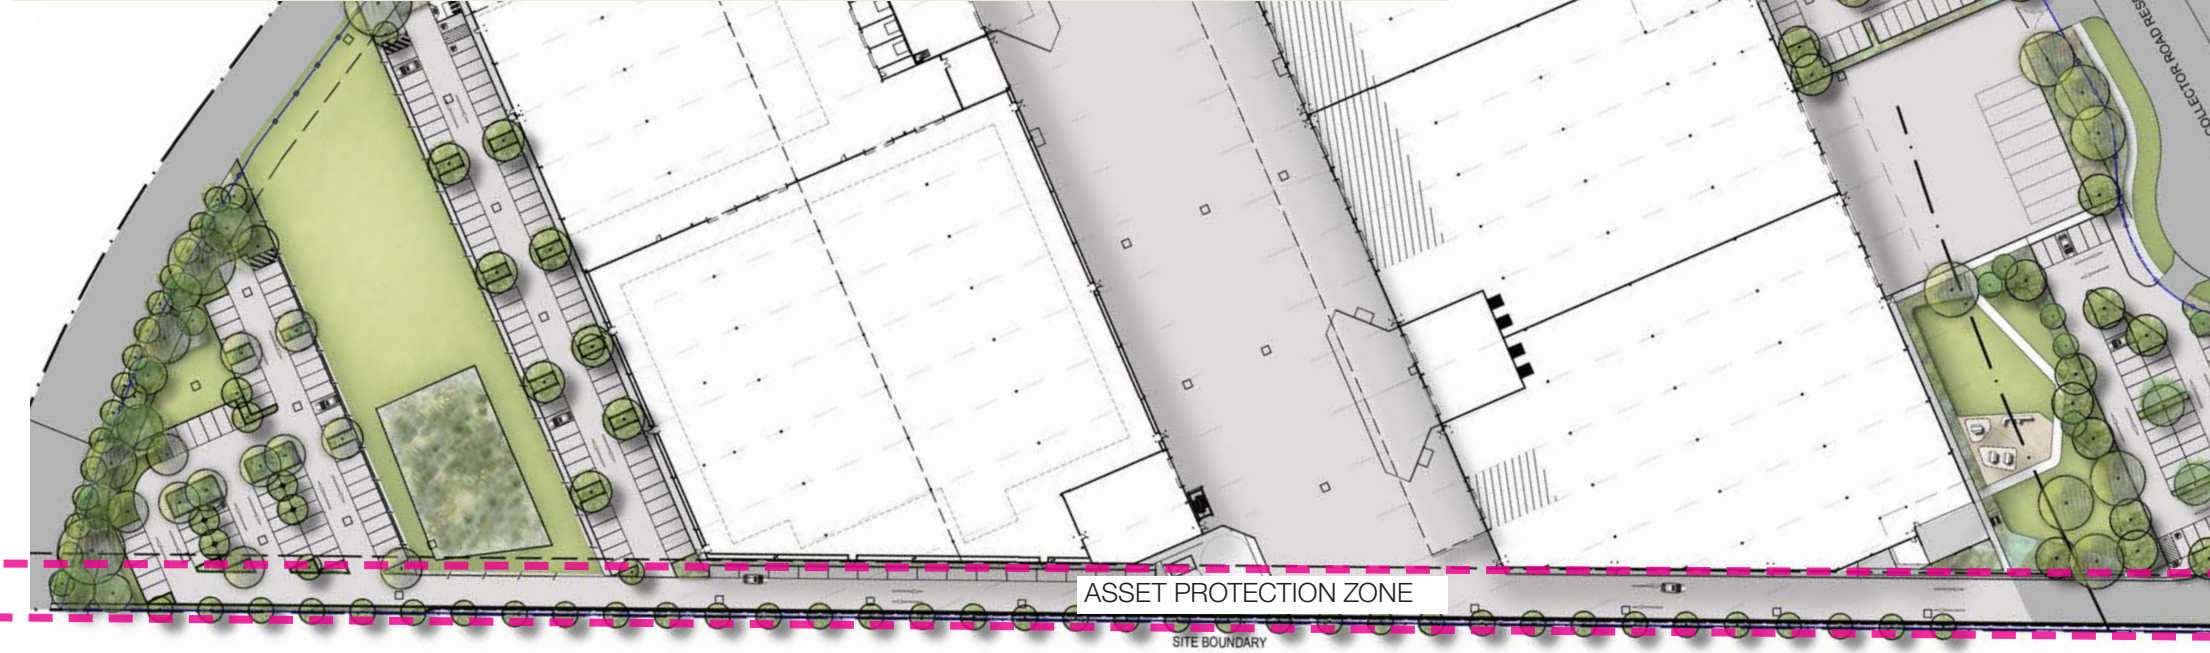 COLLECTOR ROAD RES
ASSET PROTECTION ZONE
SITE BOUNDARY